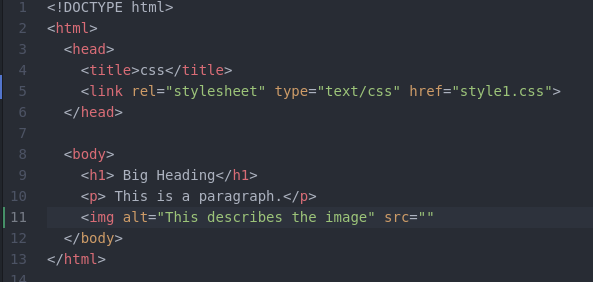 1 <!DOCTYPE html>
2 <html>
3   <head>
4     <title>css</title>
5     <link rel="stylesheet" type="text/css" href="style1.css">
6   </head>
7
8   <body>
9     <h1> Big Heading</h1>
10     <p> This is a paragraph.</p>
11     <img alt="This describes the image" src=""
12   </body>
13 </html>
14